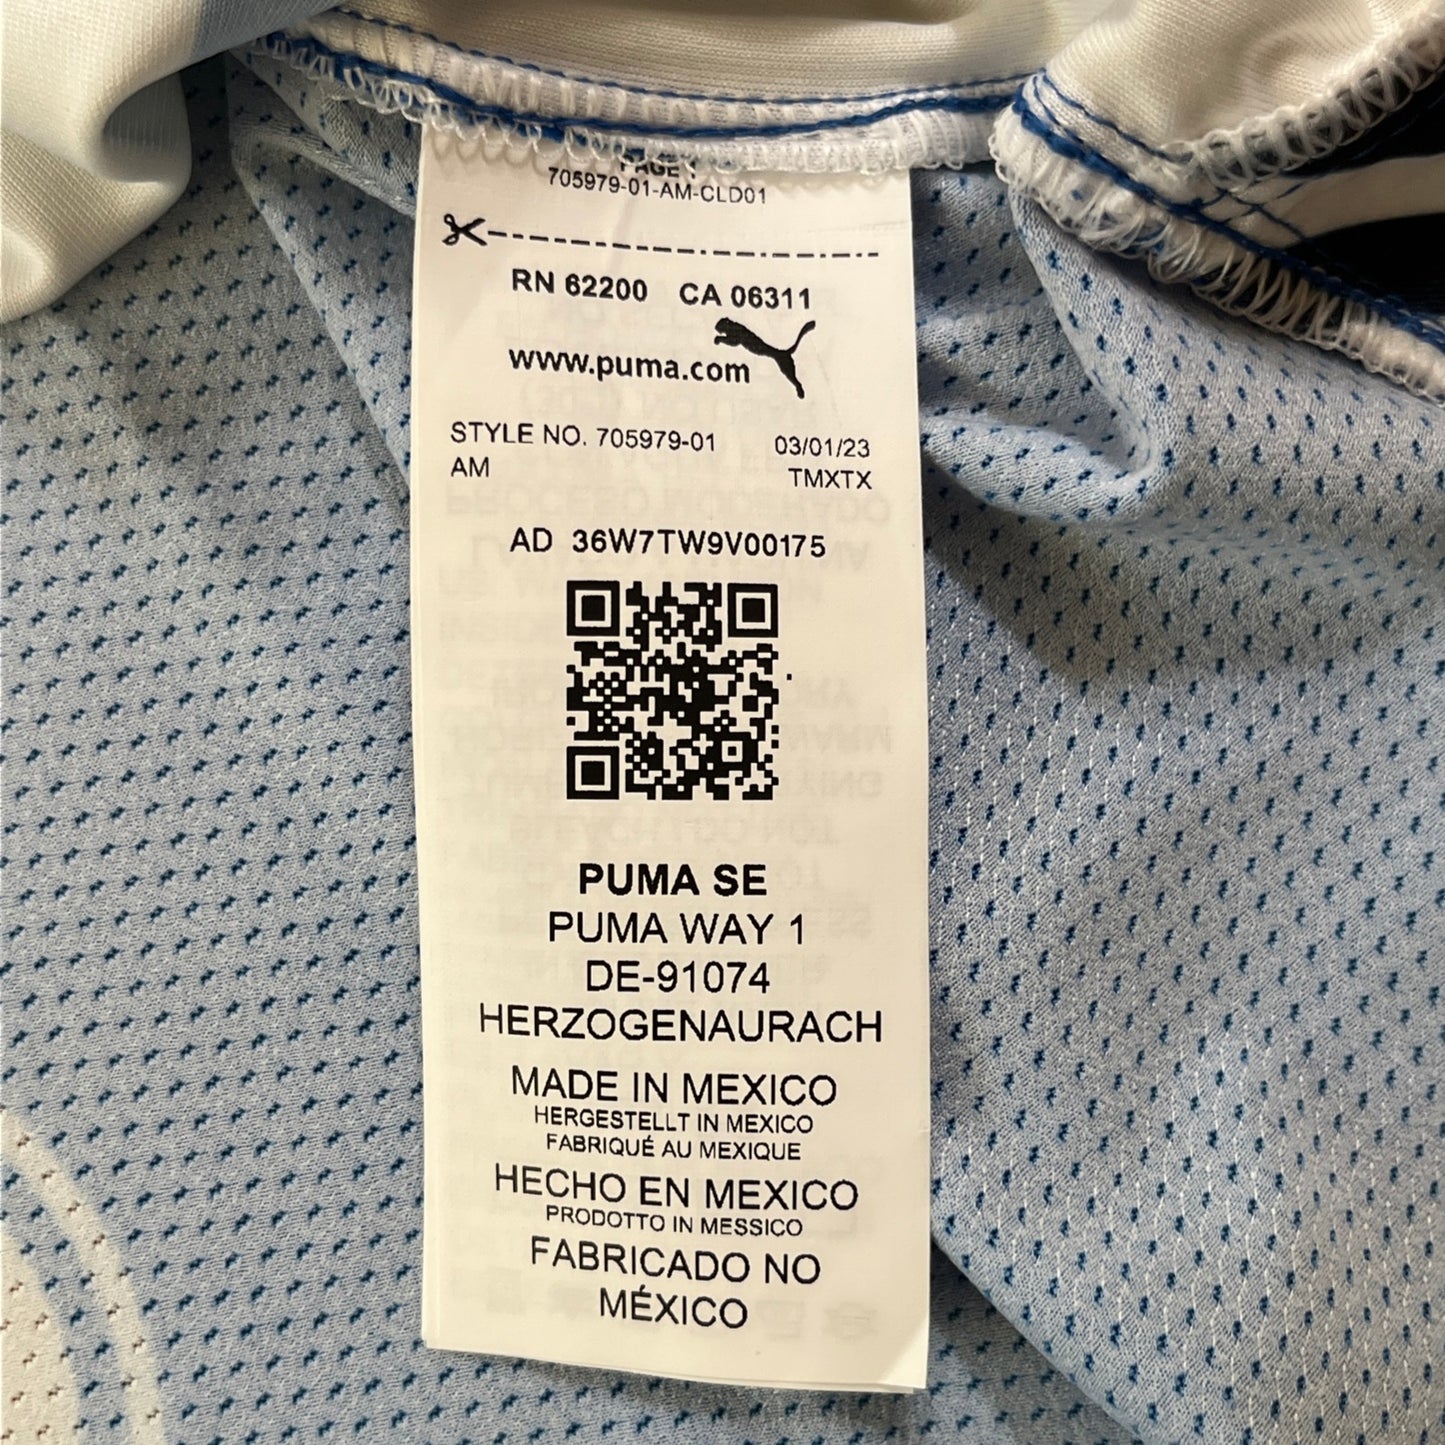 PAGE 1
705979-01-AM-CLD01
RN 62200 CA 06311
www.puma.com
STYLE NO. 705979-01 03/01/23
AM TMXTX
AD 36W7TW9V00175
PUMA SE
PUMA WAY 1
DE-91074
HERZOGENAURACH
MADE IN MEXICO
HERGESTELLT IN MEXICO
FABRIQUÉ AU MEXIQUE
HECHO EN MEXICO
PRODOTTO IN MESSICO
FABRICADO NO
MÉXICO